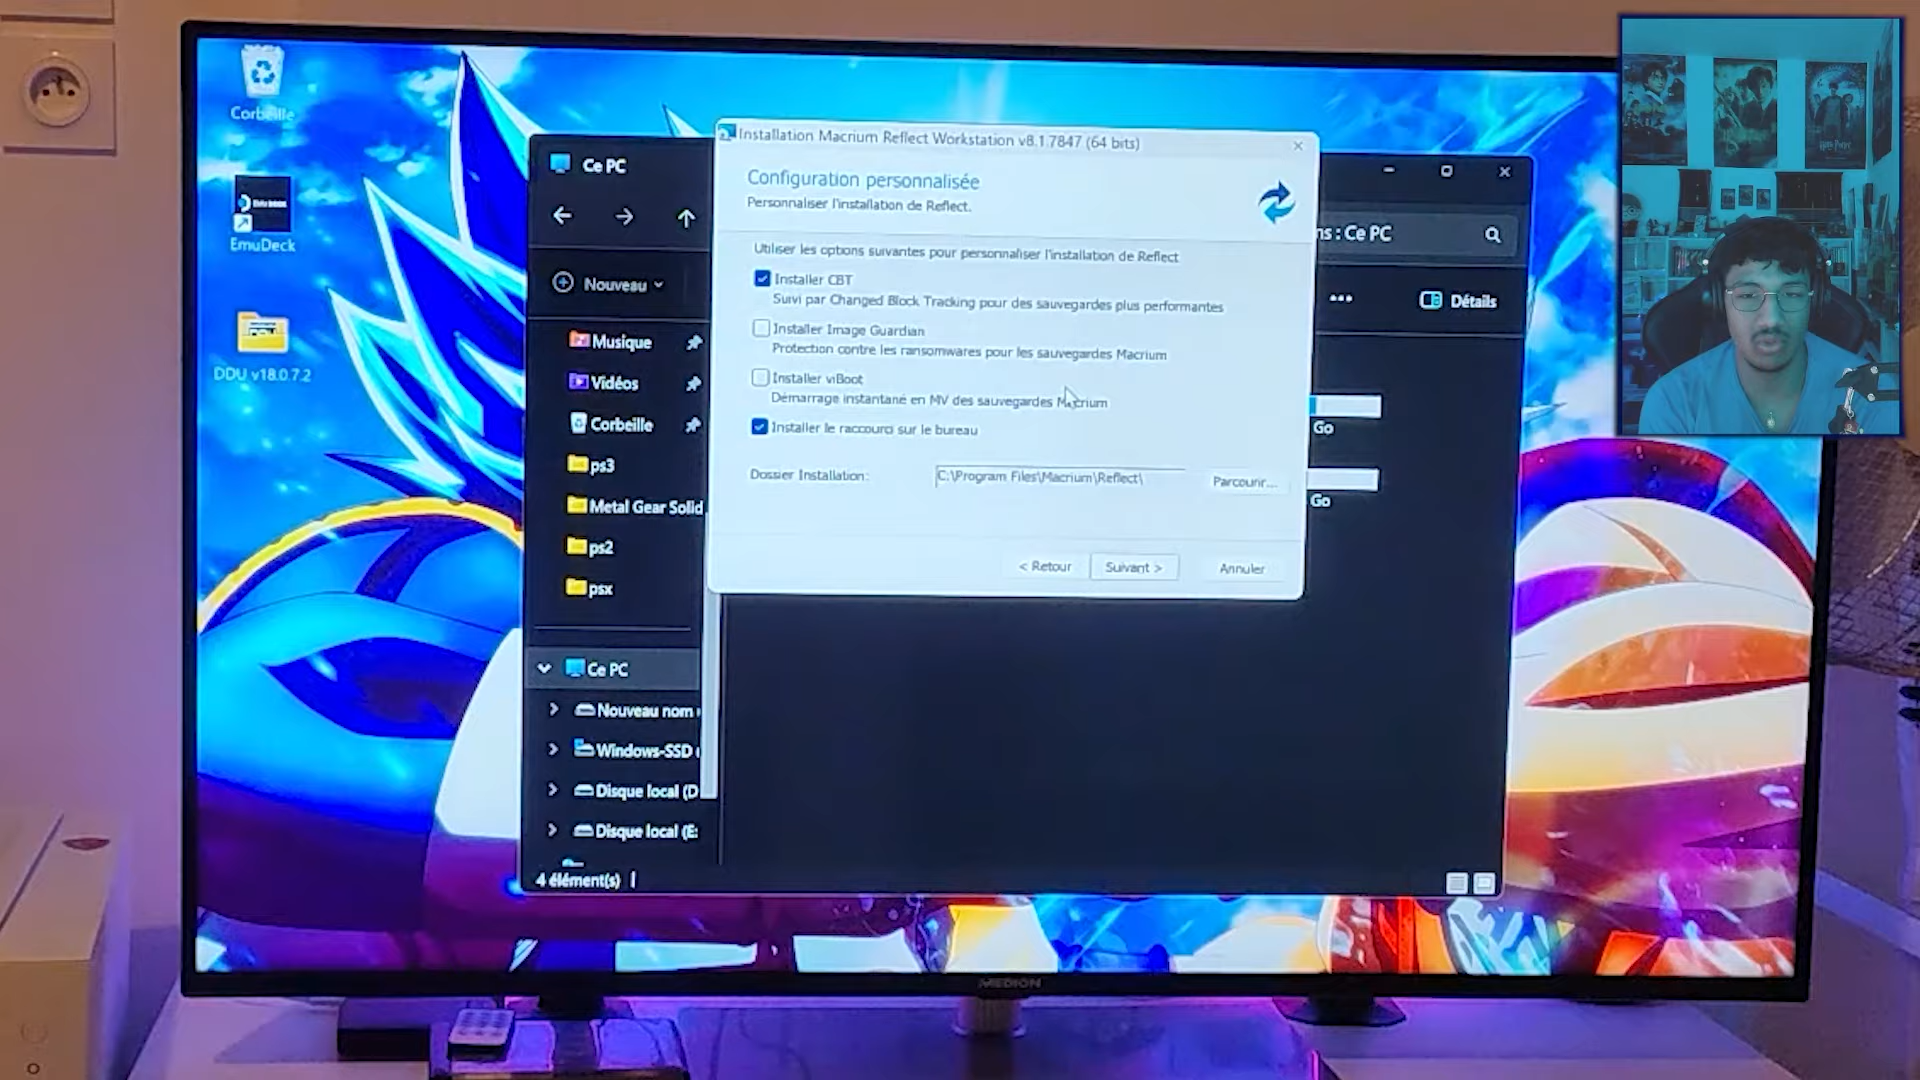 Corbeille
EmuDeck
DDU v18.0.7.2
Ce PC
Nouveau
Musique
Vidéos
Corbeille
ps3
Metal Gear Solid
ps2
psx
Ce PC
Nouveau nom
Windows-SSD
Disque local (D
Disque local (E:
4 élément(s)
Installation Macrium Reflect Workstation v8.1.7847 (64 bits)
Configuration personnalisée
Personnaliser l'installation de Reflect.
Utiliser les options suivantes pour personnaliser l'installation de Reflect
Installer CBT
Suivi par Changed Block Tracking pour des sauvegardes plus performantes
Installer Image Guardian
Protection contre les ransomwares pour les sauvegardes Macrium
Installer viBoot
Démarrage instantané en MV des sauvegardes Macrium
Installer le raccourci sur le bureau
Dossier Installation:
C:\Program Files\Macrium\Reflect\
Parcourir...
< Retour
Suivant >
Annuler
ns : Ce PC
Détails
Go
Go
MEDION